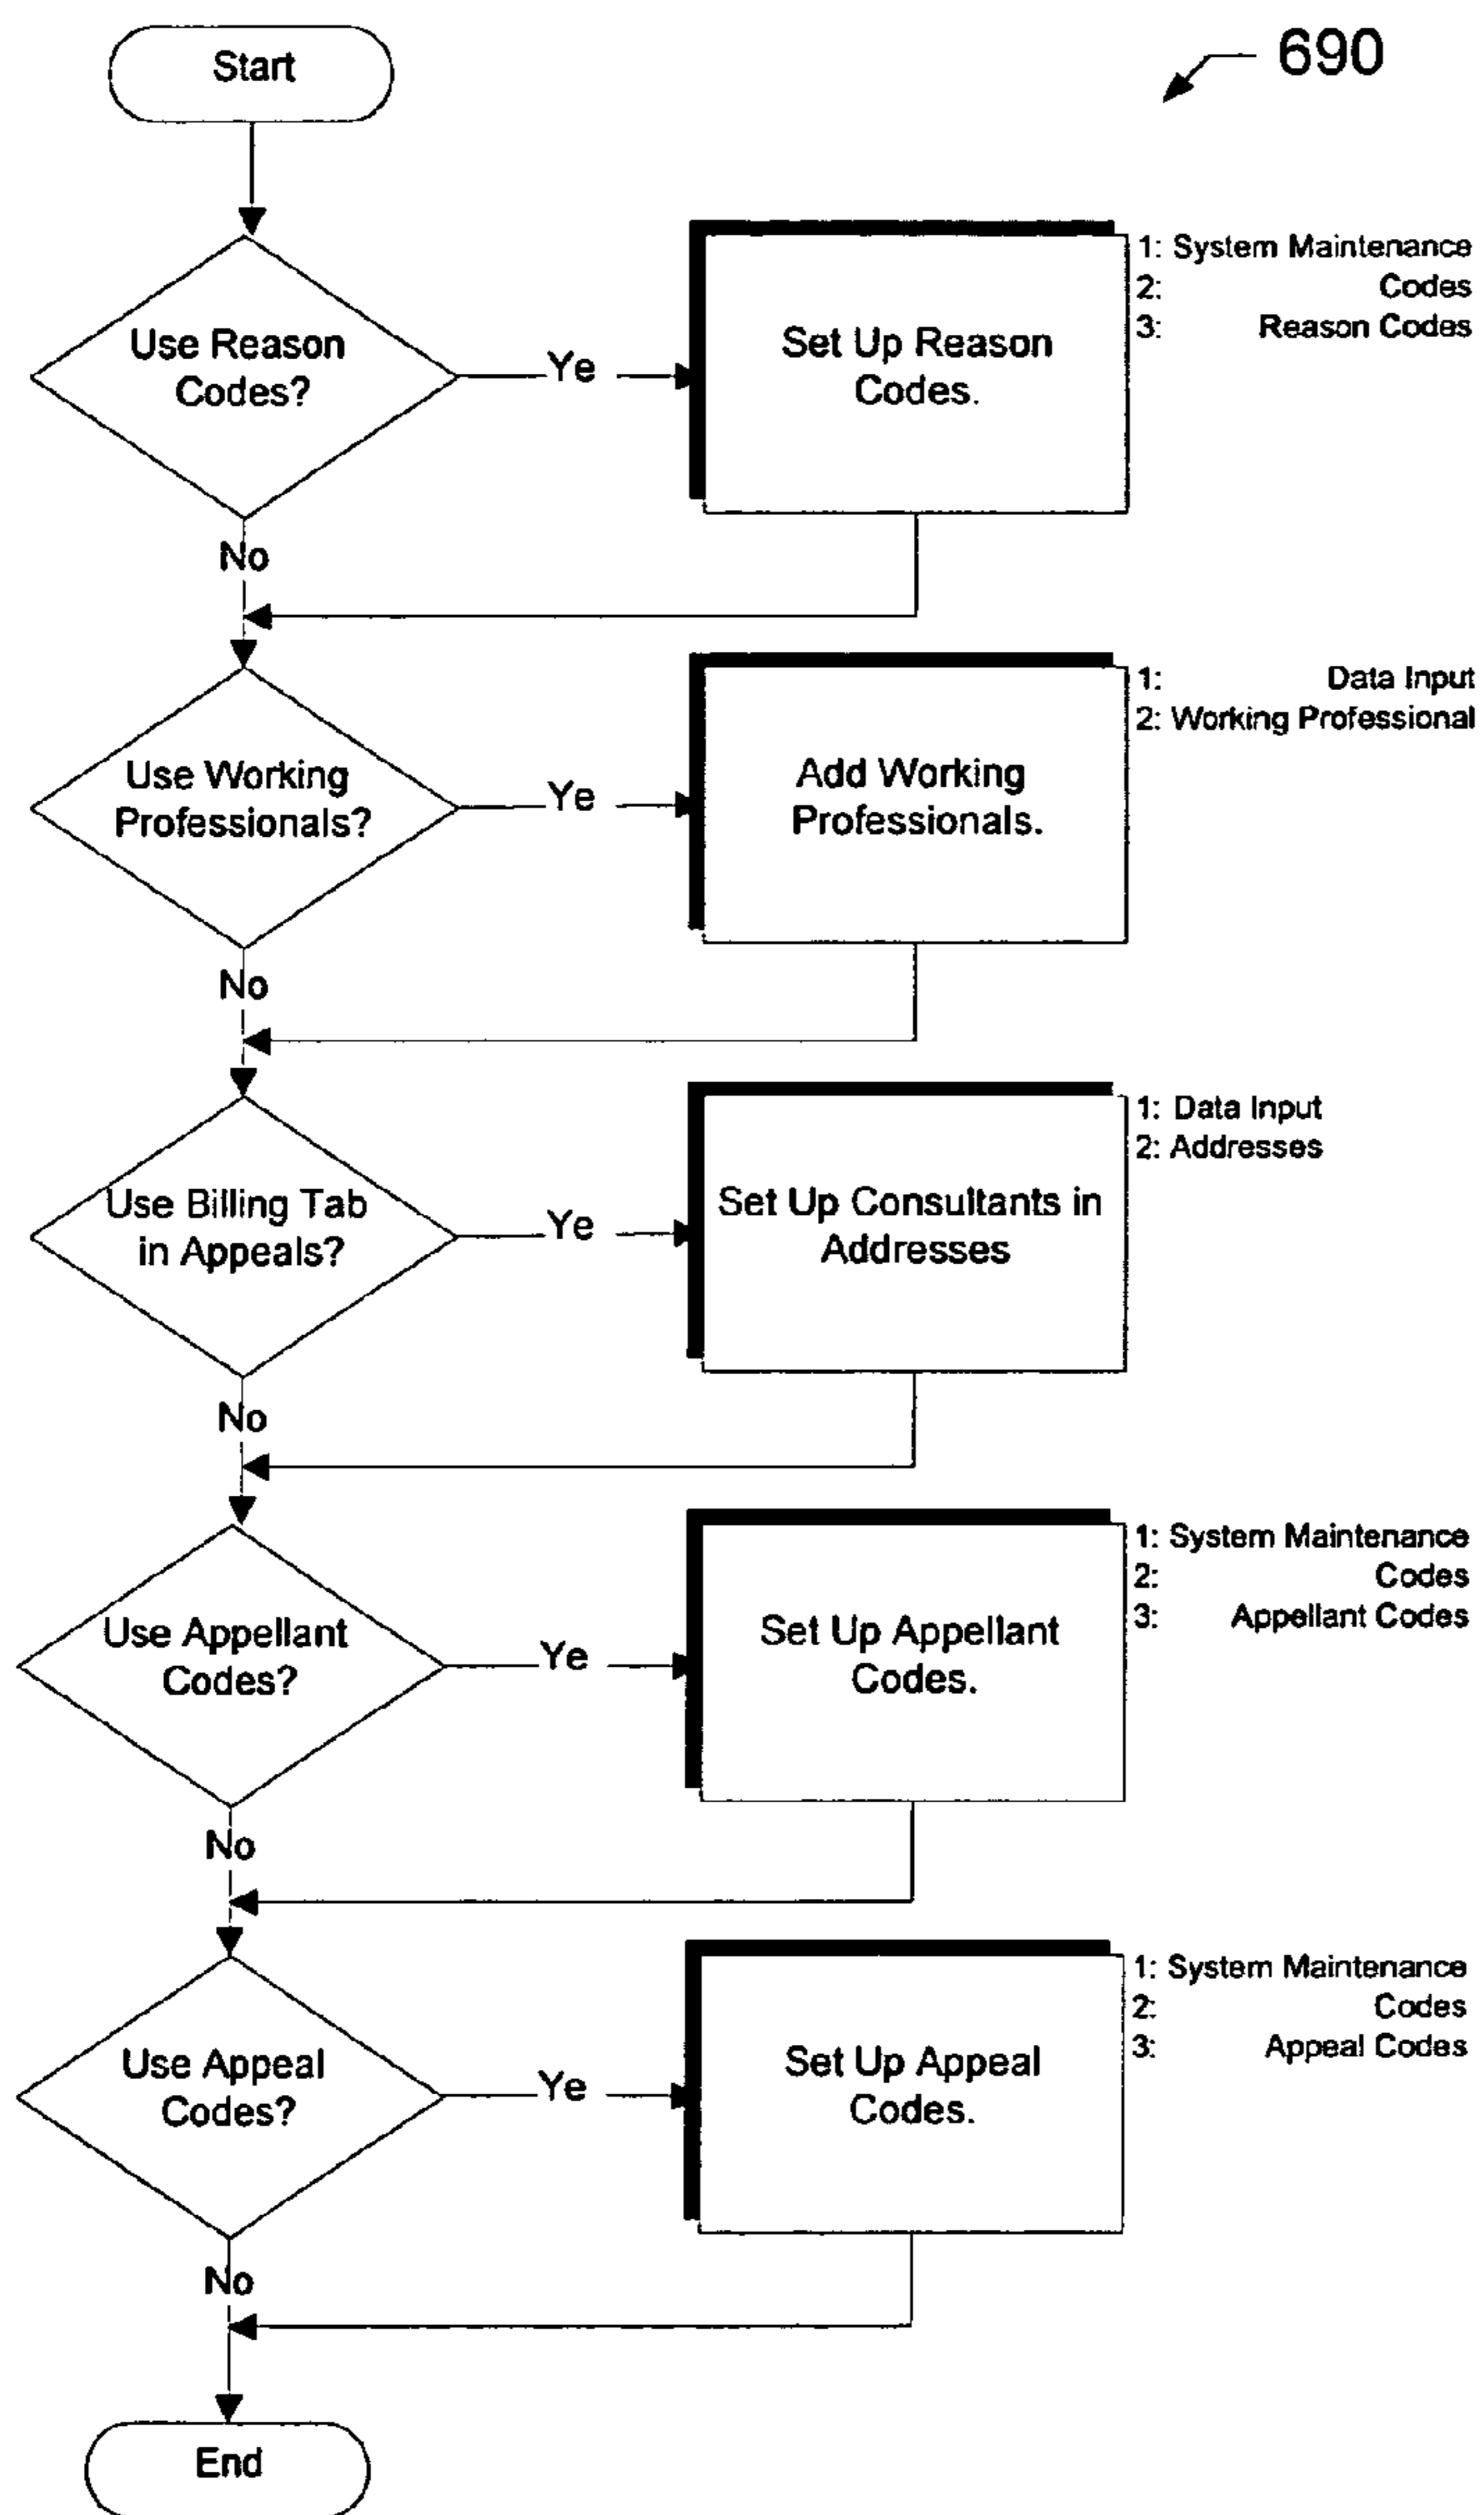 Start
690
Use Reason
Codes?
Ye
Set Up Reason
Codes.
1: System Maintenance
2: Codes
3: Reason Codes
No
Use Working
Professionals?
Ye
Add Working
Professionals.
1: Data Input
2: Working Professional
No
Use Billing Tab
in Appeals?
Ye
Set Up Consultants in
Addresses
1: Data Input
2: Addresses
No
Use Appellant
Codes?
Ye
Set Up Appellant
Codes.
1: System Maintenance
2: Codes
3: Appellant Codes
No
Use Appeal
Codes?
Ye
Set Up Appeal
Codes.
1: System Maintenance
2: Codes
3: Appeal Codes
No
End